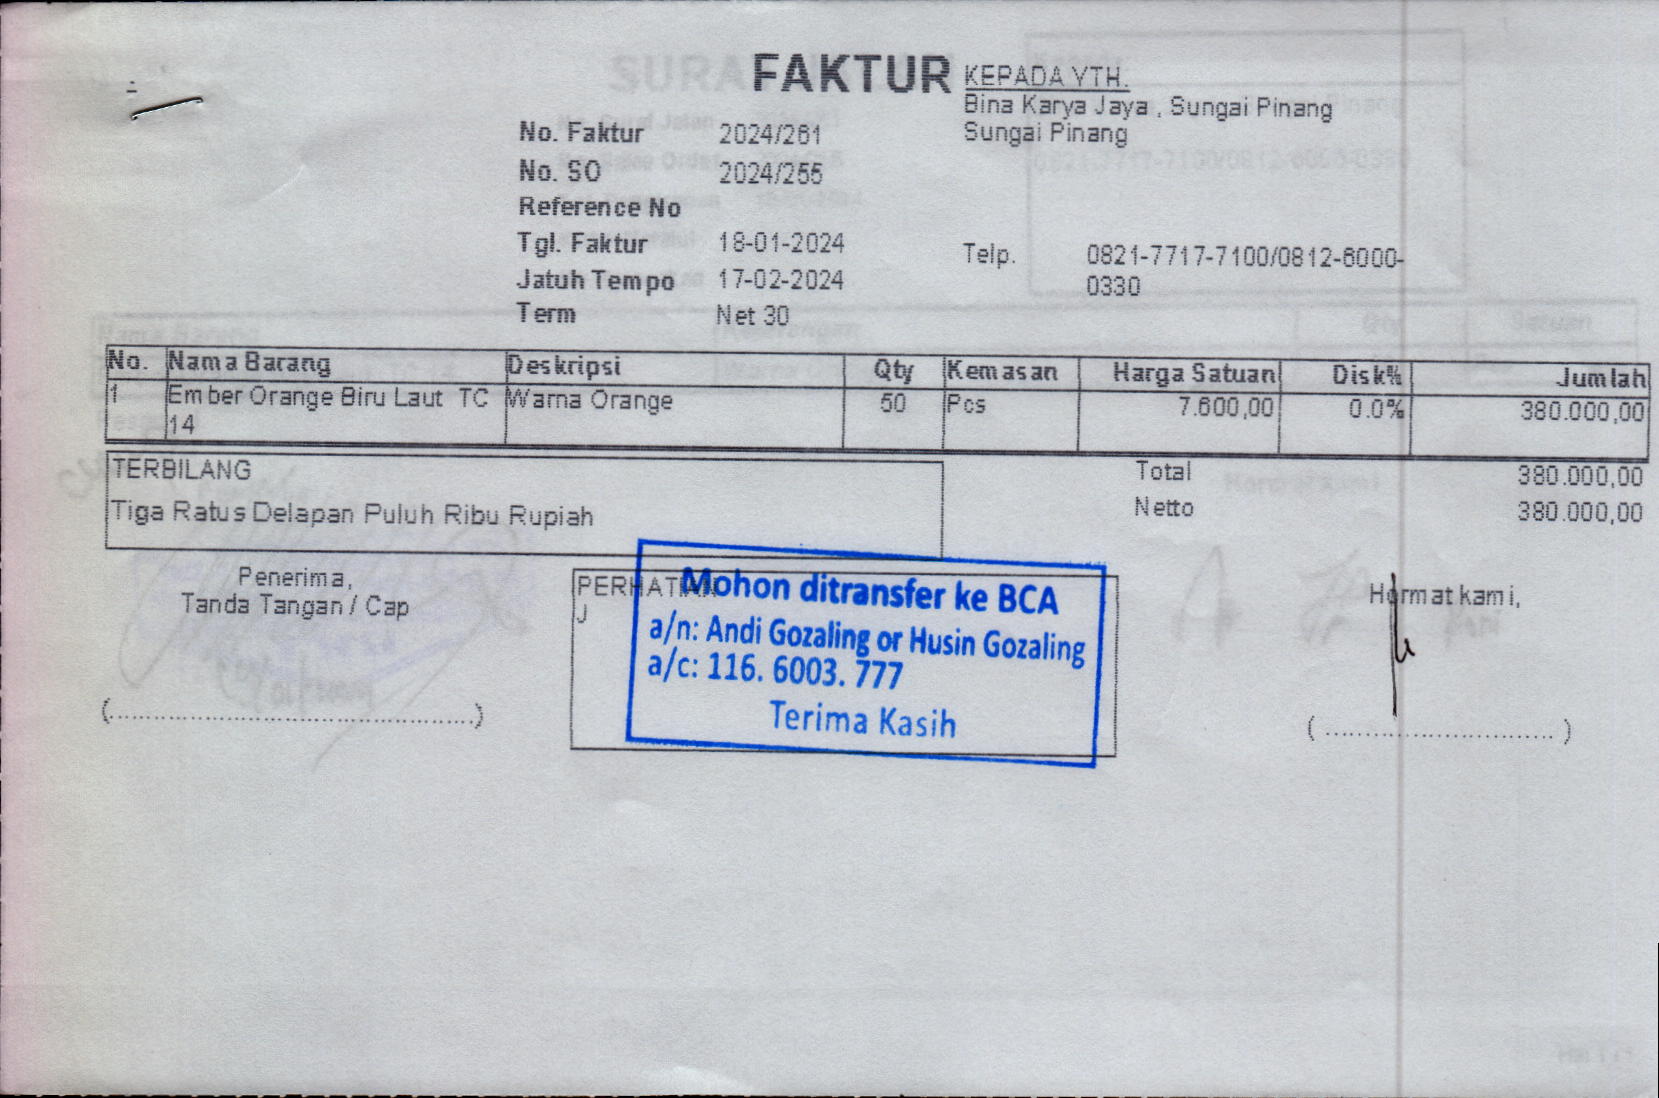 FAKTUR
KEPADA YTH.
Bina Karya Jaya , Sungai Pinang
Sungai Pinang
No. Faktur 2024/261
No. SO 2024/255
Reference No
Tgl. Faktur 18-01-2024
Jatuh Tempo 17-02-2024
Term Net 30
Telp. 0821-7717-7100/0812-6000-
0330
No. Nama Barang Deskripsi Qty Kemasan Harga Satuan Disk% Jumlah
1 Ember Orange Biru Laut TC Warna Orange 50 Pcs 7.600,00 0.0% 380.000,00
14
TERBILANG
Tiga Ratus Delapan Puluh Ribu Rupiah
Total 380.000,00
Netto 380.000,00
Penerima,
Tanda Tangan / Cap
PERHATIAN
J
Mohon ditransfer ke BCA
a/n: Andi Gozaling or Husin Gozaling
a/c: 116. 6003. 777
Terima Kasih
Hormat kami,